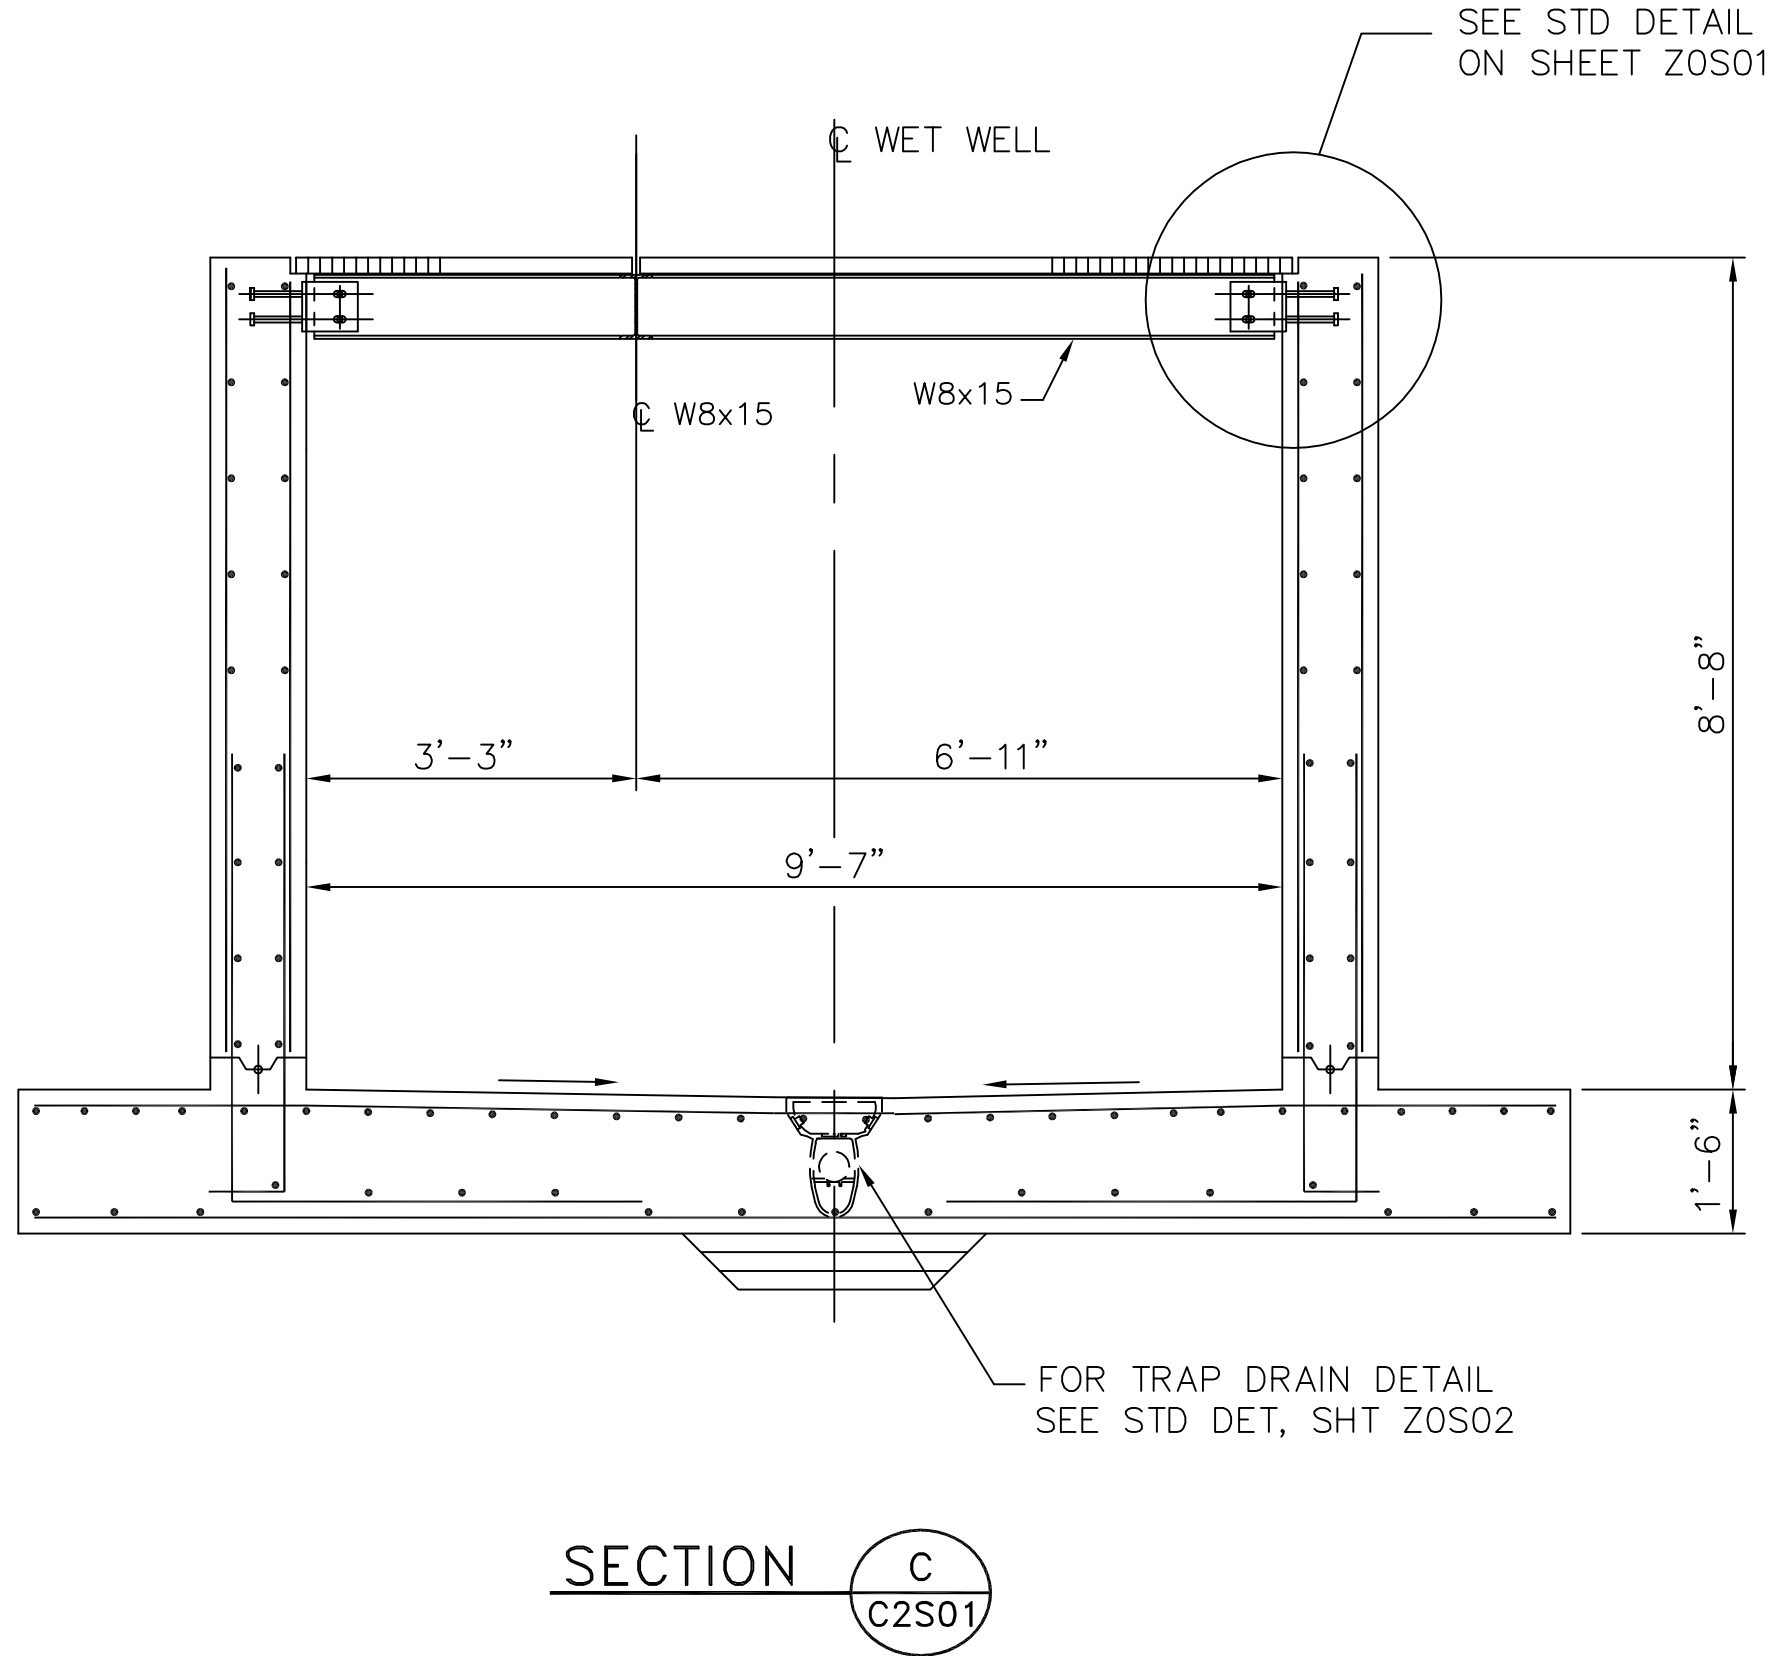 SEE STD DETAIL
ON SHEET Z0S01
℄ WET WELL
W8x15
℄ W8x15
8'-8"
3'-3"
6'-11"
9'-7"
1'-6"
FOR TRAP DRAIN DETAIL
SEE STD DET, SHT Z0S02
SECTION
C
C2S01